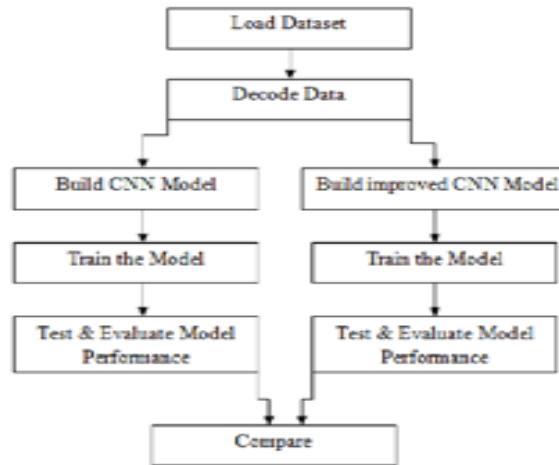 Load Dataset
Decode Data
Build CNN Model
Build improved CNN Model
Train the Model
Train the Model
Test & Evaluate Model
Performance
Test & Evaluate Model
Performance
Compare